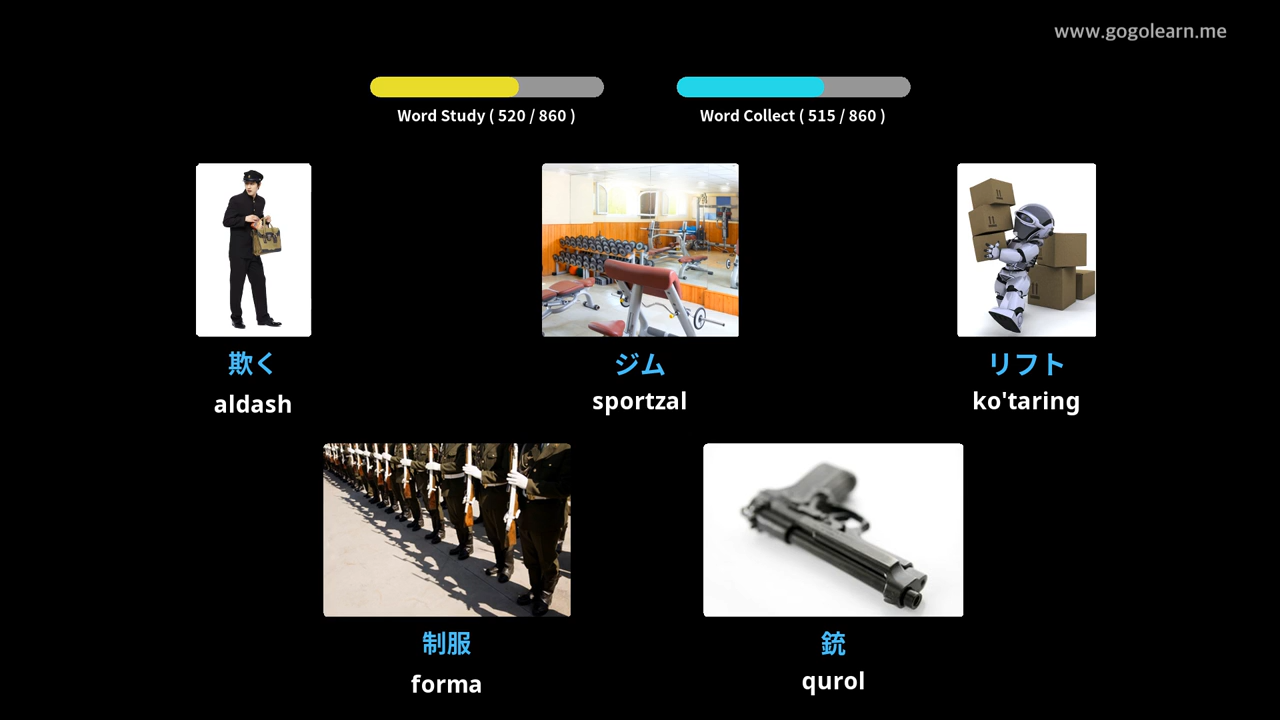 www.gogolearn.me
Word Study ( 520 / 860 )
Word Collect ( 515 / 860 )
欺く
aldash
ジム
sportzal
リフト
ko'taring
制服
forma
銃
qurol